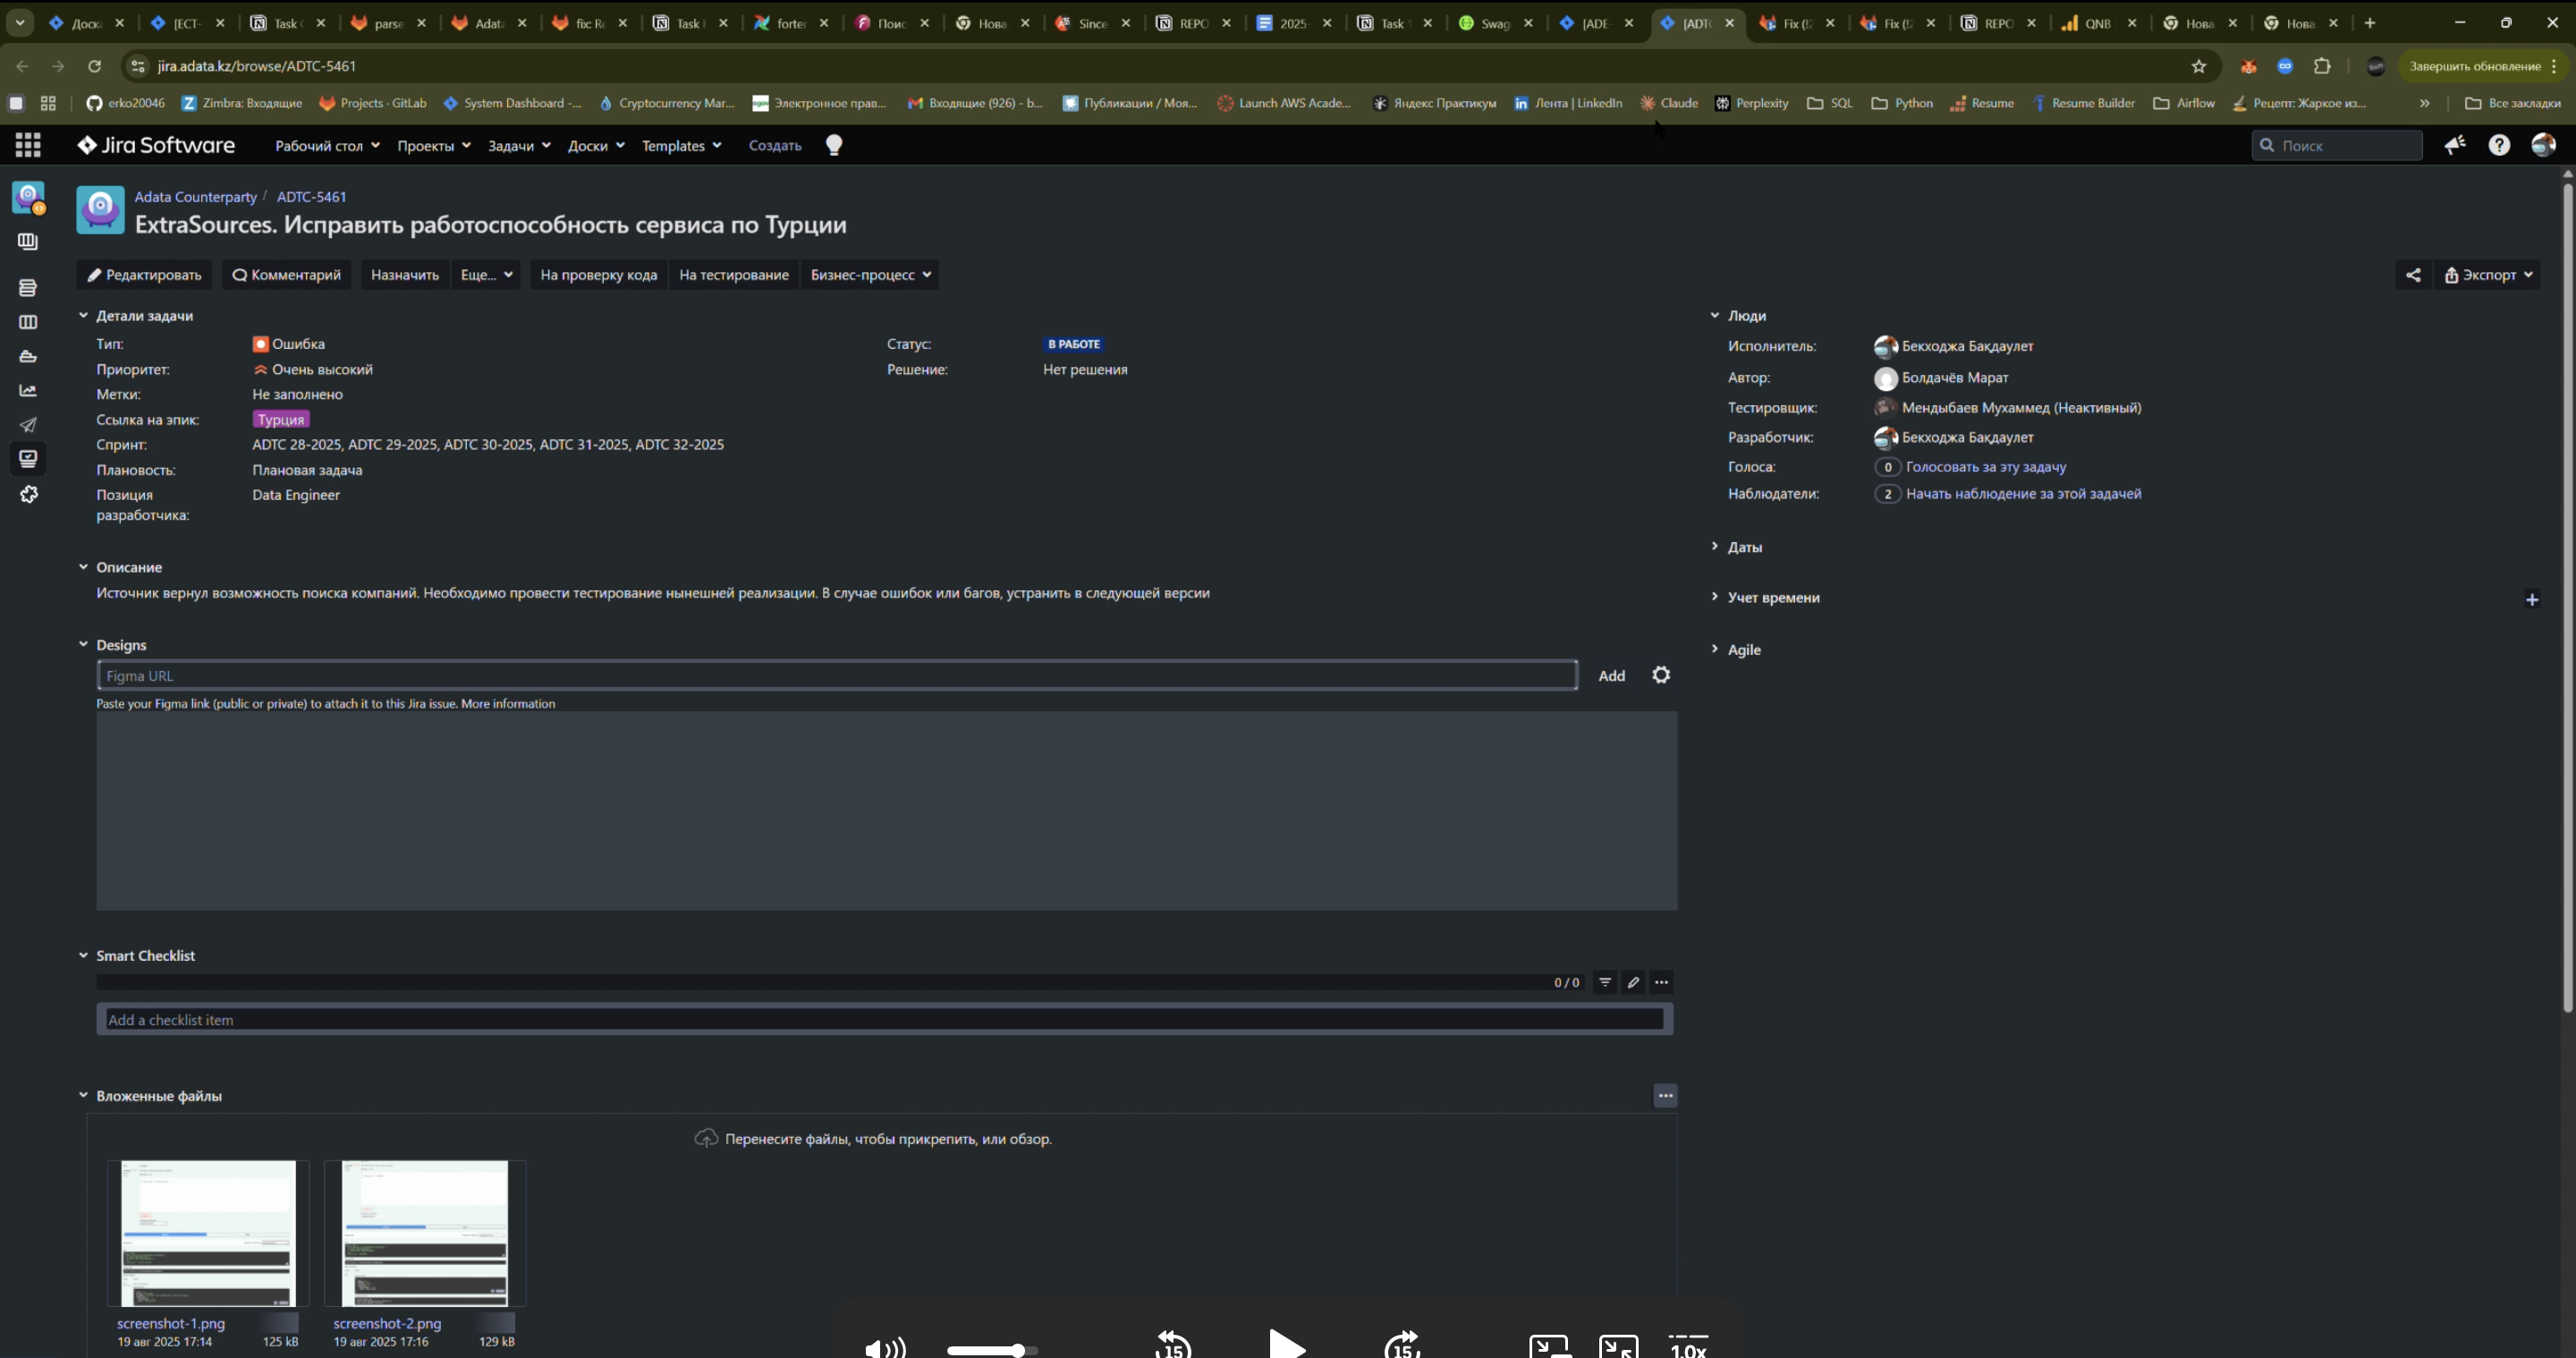 Доск
[ECT-
Task
parse
Adata
fix: Re
Task
forte
Поис
Нова
Since
REPO
2025-
Task
Swag
[ADE-
[ADTC
Fix (!
Fix (!
REPO
QNB
Нова
Нова
jira.adata.kz/browse/ADTC-5461
Завершить обновление
erko20046
Zimbra: Входящие
Projects · GitLab
System Dashboard -...
Cryptocurrency Mar...
Электронное прав...
Входящие (926) - b...
Публикации / Моя...
Launch AWS Acade...
Яндекс Практикум
Лента | LinkedIn
Claude
Perplexity
SQL
Python
Resume
Resume Builder
Airflow
Рецепт: Жаркое из...
»
Все закладки
Jira Software
Рабочий стол
Проекты
Задачи
Доски
Templates
Создать
Поиск
Adata Counterparty / ADTC-5461
ExtraSources. Исправить работоспособность сервиса по Турции
Редактировать
Комментарий
Назначить
Еще...
На проверку кода
На тестирование
Бизнес-процесс
Экспорт
Детали задачи
Тип: Ошибка
Статус: В РАБОТЕ
Приоритет: Очень высокий
Решение: Нет решения
Метки: Не заполнено
Ссылка на эпик: Турция
Спринт: ADTC 28-2025, ADTC 29-2025, ADTC 30-2025, ADTC 31-2025, ADTC 32-2025
Плановость: Плановая задача
Позиция разработчика: Data Engineer
Люди
Исполнитель: Бекходжа Бақдаулет
Автор: Болдачёв Марат
Тестировщик: Мендыбаев Мухаммед (Неактивный)
Разработчик: Бекходжа Бақдаулет
Голоса: 0 Голосовать за эту задачу
Наблюдатели: 2 Начать наблюдение за этой задачей
Даты
Учет времени
Agile
Описание
Источник вернул возможность поиска компаний. Необходимо провести тестирование нынешней реализации. В случае ошибок или багов, устранить в следующей версии
Designs
Figma URL
Add
Paste your Figma link (public or private) to attach it to this Jira issue. More information
Smart Checklist
0 / 0
Add a checklist item
Вложенные файлы
Перенесите файлы, чтобы прикрепить, или обзор.
screenshot-1.png
19 авг 2025 17:14
125 kB
screenshot-2.png
19 авг 2025 17:16
129 kB
15
15
1.0x